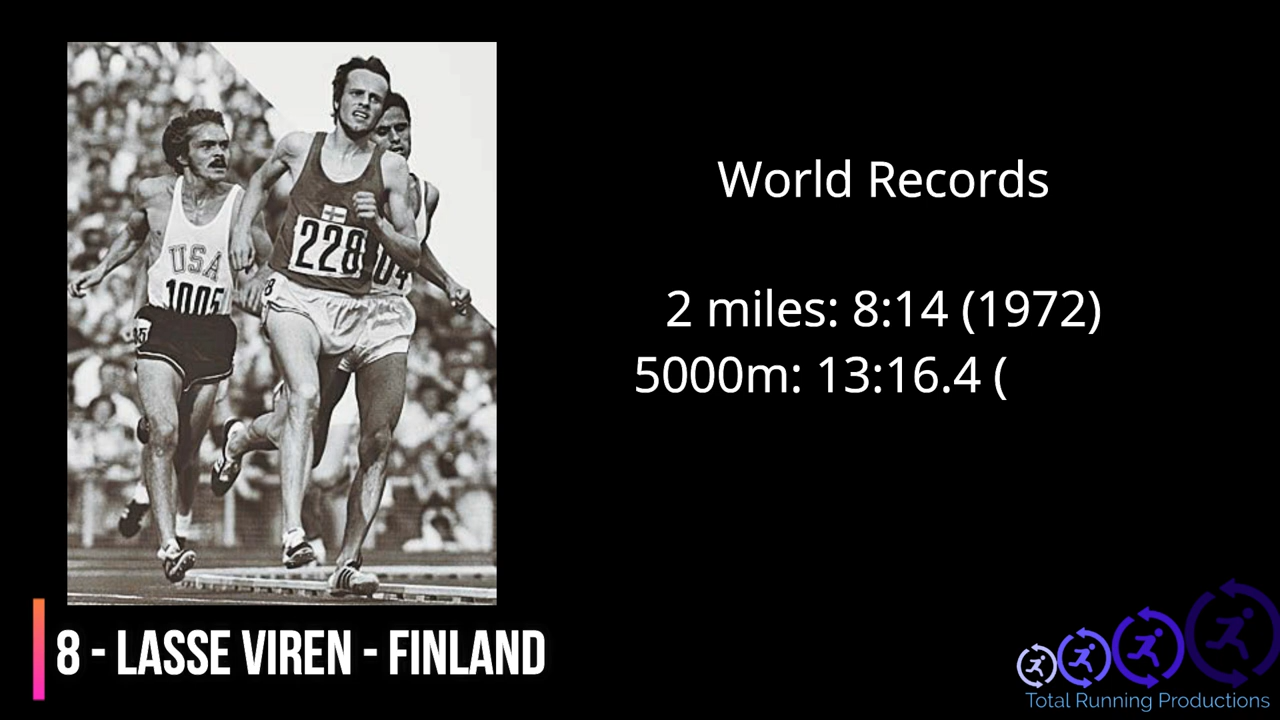 World Records
2 miles: 8:14 (1972)
5000m: 13:16.4 (
USA
1005
228
04
8 - LASSE VIREN - FINLAND
Total Running Productions